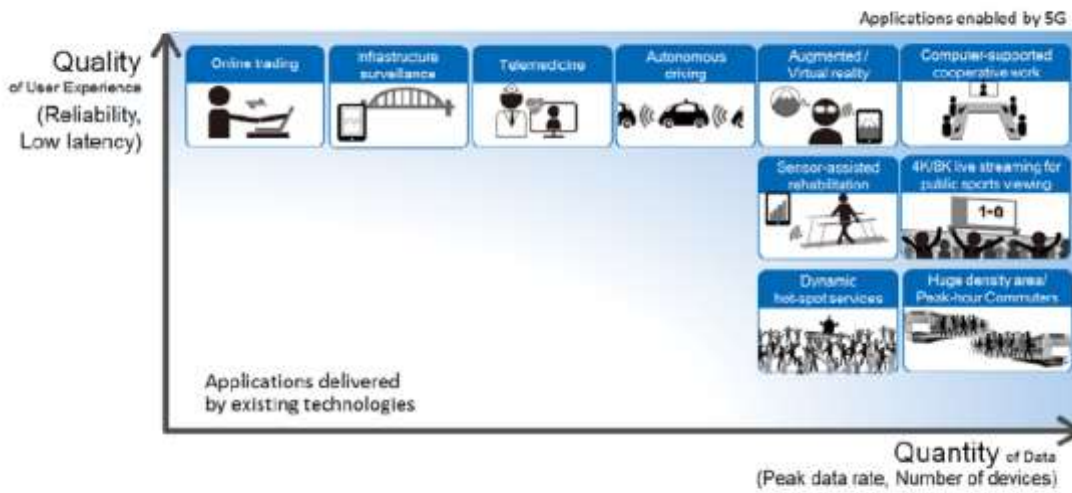 Applications enabled by 5G
Quality
of User Experience
(Reliability,
Low latency)
Online trading
Infrastructure
surveillance
Telemedicine
Autonomous
driving
Augmented /
Virtual reality
Computer-supported
cooperative work
Sensor-assisted
rehabilitation
4K/8K live streaming for
public sports viewing
1-0
Dynamic
hot-spot services
Huge density area/
Peak-hour Commuters
Applications delivered
by existing technologies
Quantity of Data
(Peak data rate, Number of devices)